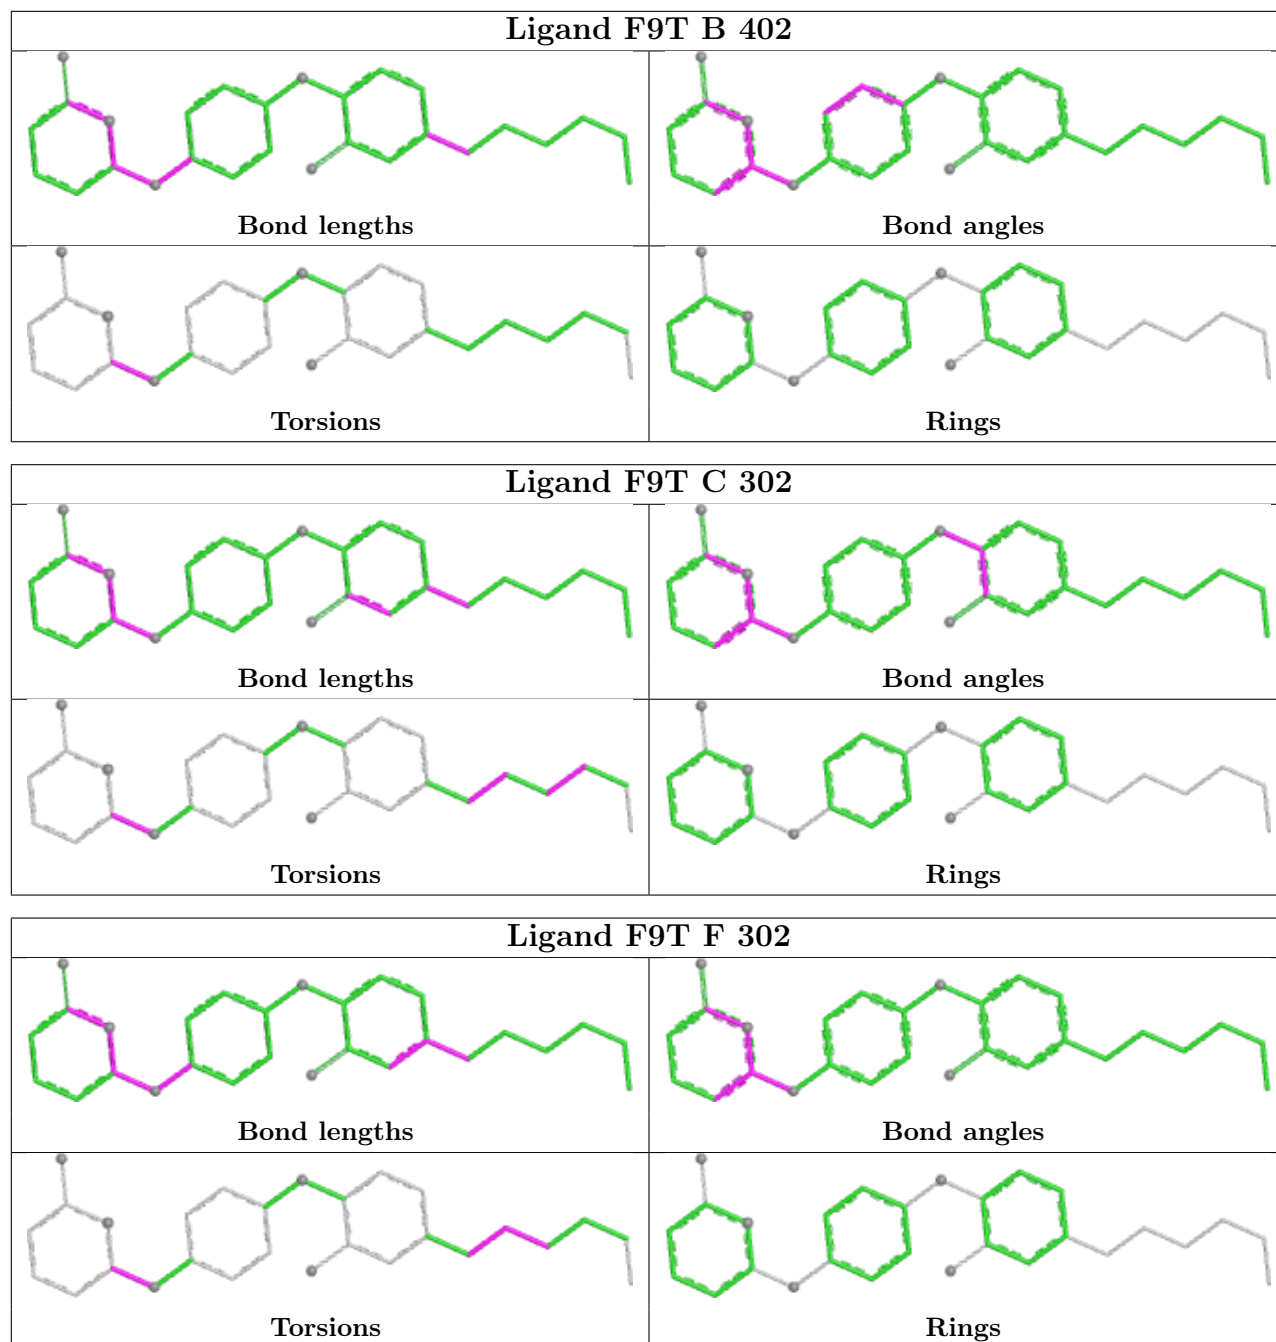 Ligand F9T B 402
Bond lengths
Bond angles
Torsions
Rings
Ligand F9T C 302
Bond lengths
Bond angles
Torsions
Rings
Ligand F9T F 302
Bond lengths
Bond angles
Torsions
Rings